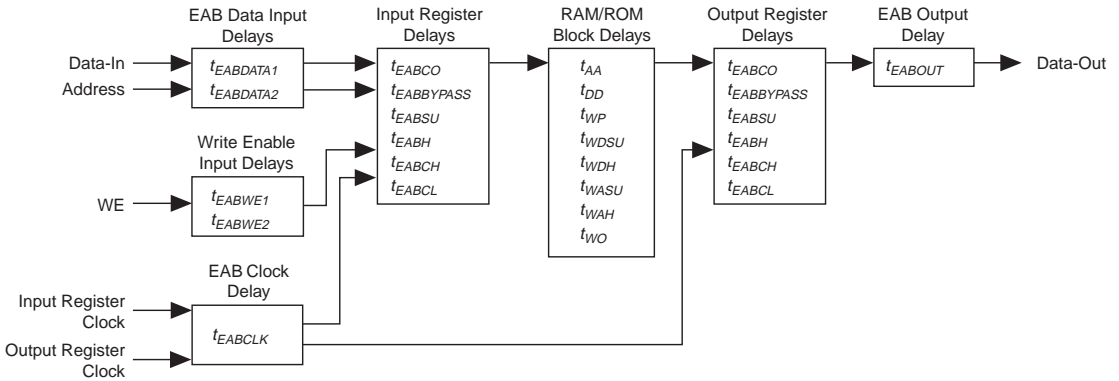 EAB Data Input
Delays
Input Register
Delays
RAM/ROM
Block Delays
Output Register
Delays
EAB Output
Delay
Data-In
Address
tEABDATA1
tEABDATA2
tEABCO
tEABBYPASS
tEABSU
tEABH
tEABCH
tEABCL
tAA
tDD
tWP
tWDSU
tWDH
tWASU
tWAH
tWO
tEABCO
tEABBYPASS
tEABSU
tEABH
tEABCH
tEABCL
tEABOUT
Data-Out
Write Enable
Input Delays
WE
tEABWE1
tEABWE2
EAB Clock
Delay
Input Register
Clock
tEABCLK
Output Register
Clock